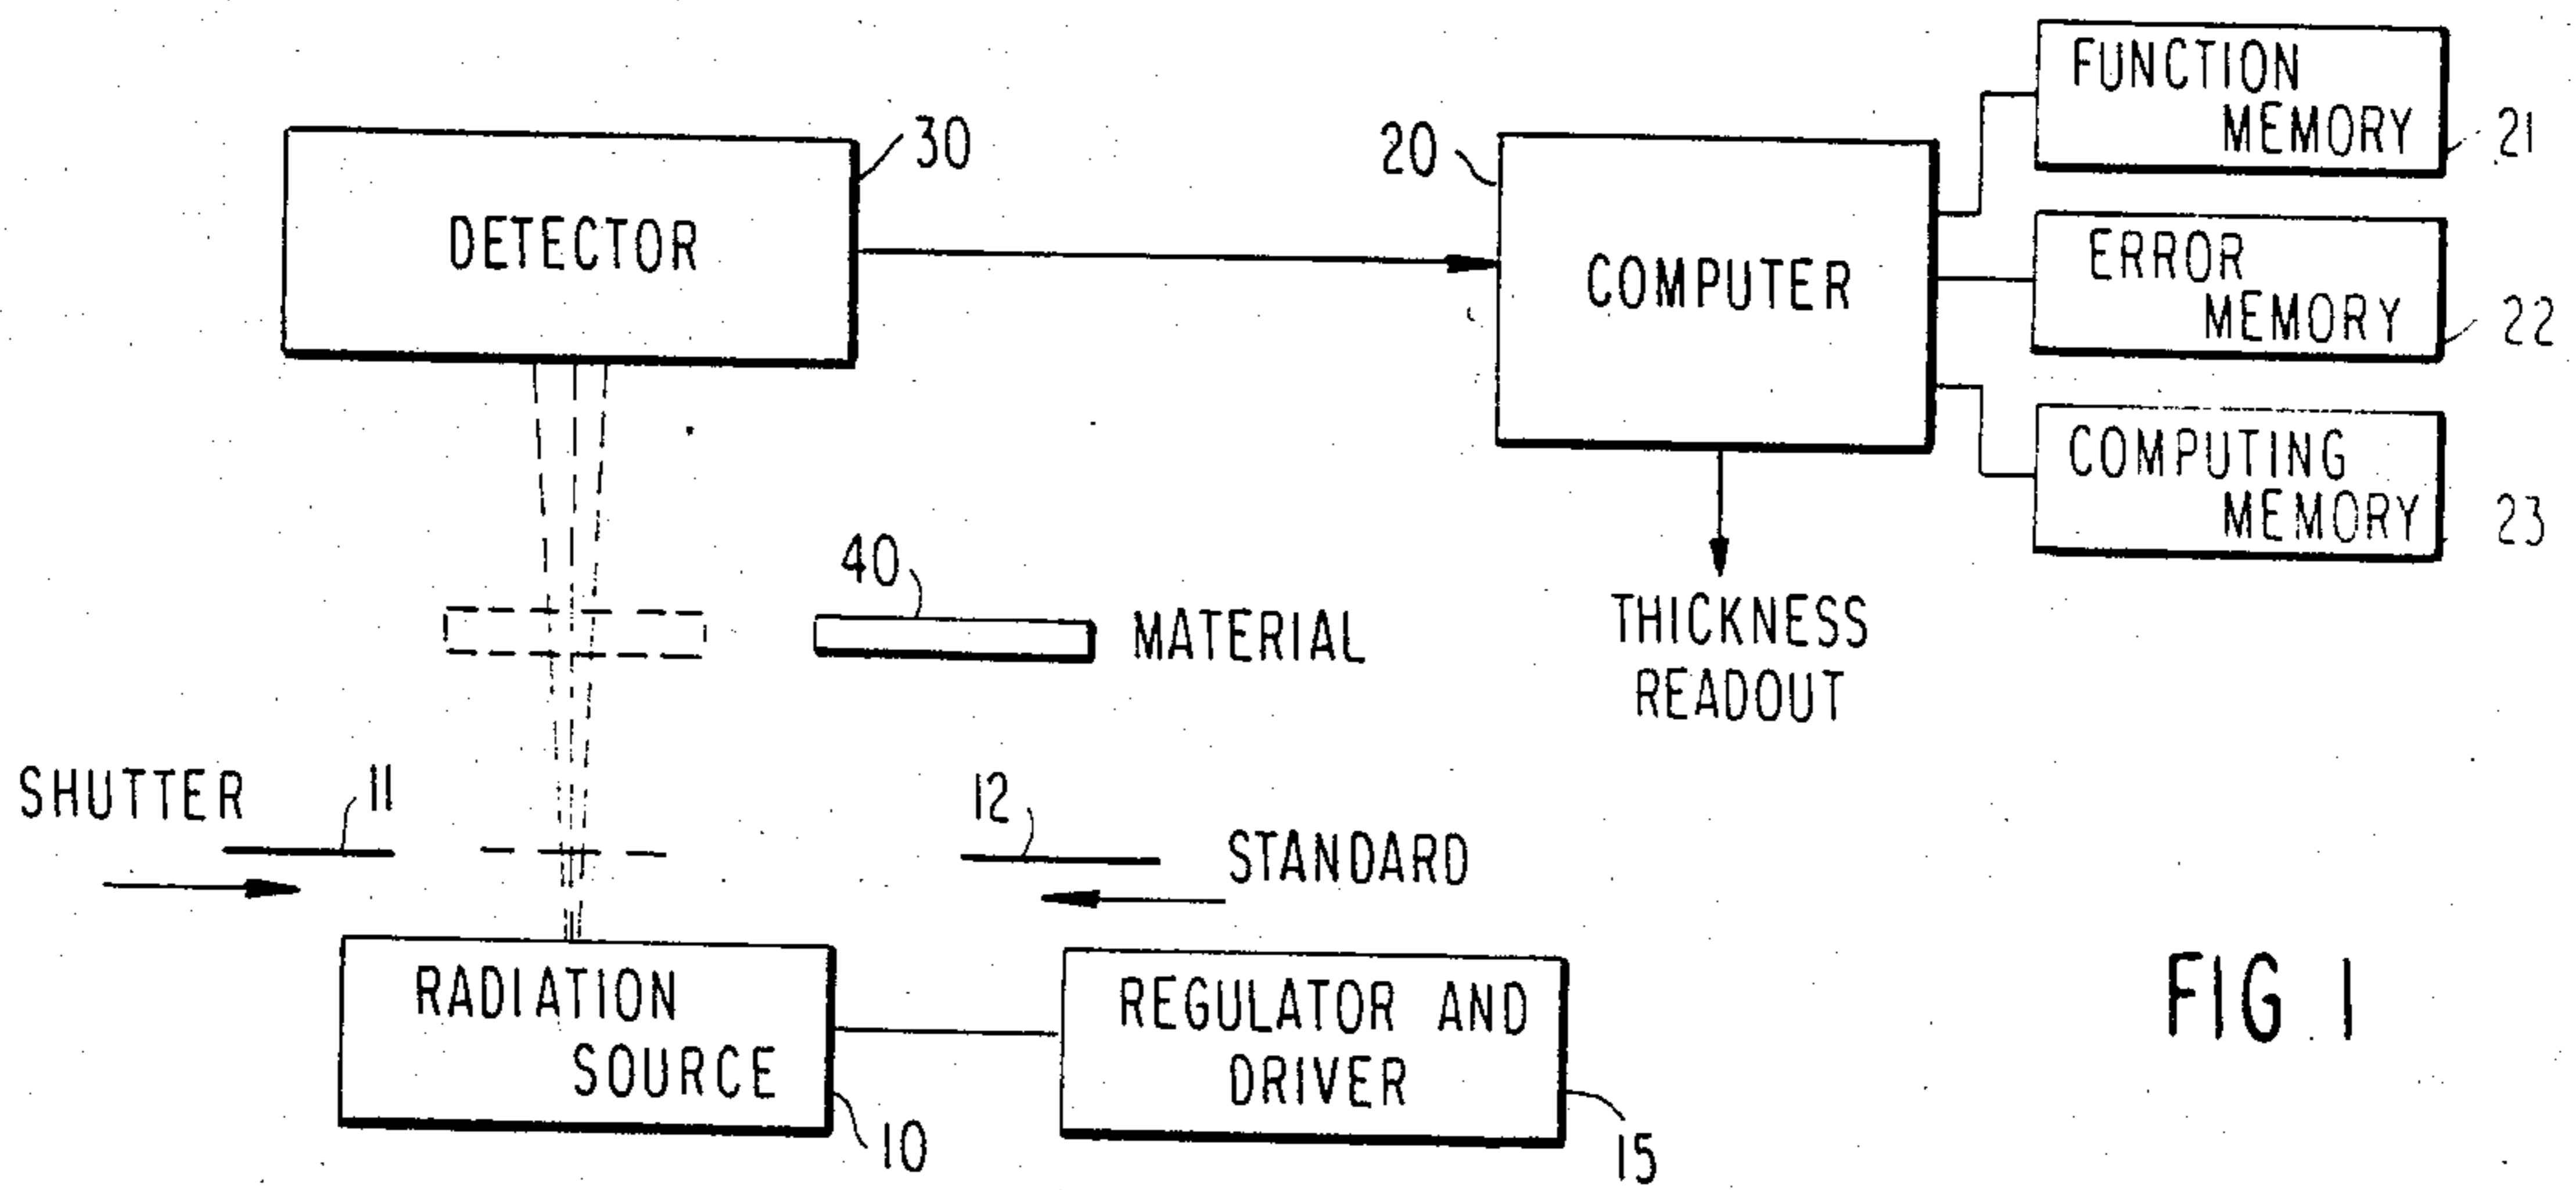 FUNCTION
MEMORY
21
30
DETECTOR
20
COMPUTER
ERROR
MEMORY
22
COMPUTING
MEMORY
23
40
MATERIAL
THICKNESS
READOUT
SHUTTER
11
12
STANDARD
RADIATION
SOURCE
10
REGULATOR AND
DRIVER
15
FIG. 1